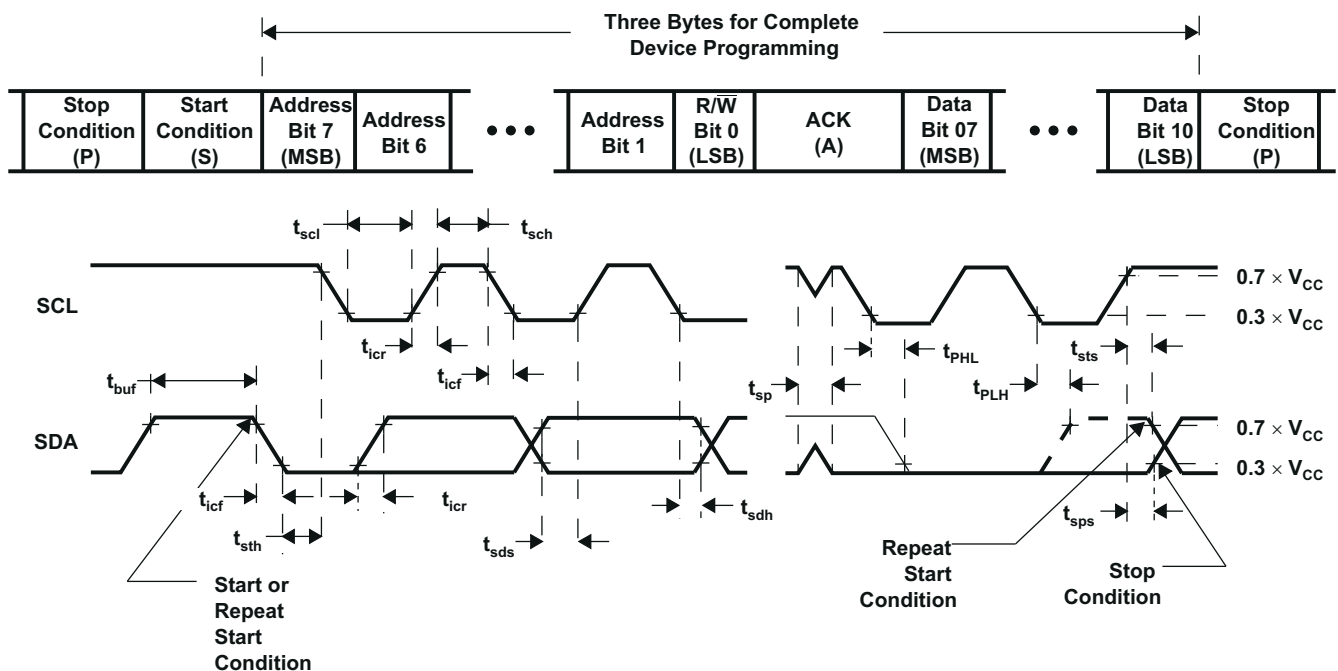 Three Bytes for Complete
Device Programming
Stop
Condition
(P)
Start
Condition
(S)
Address
Bit 7
(MSB)
Address
Bit 6
•••
Address
Bit 1
R/W̅
Bit 0
(LSB)
ACK
(A)
Data
Bit 07
(MSB)
•••
Data
Bit 10
(LSB)
Stop
Condition
(P)
tscl
tsch
SCL
0.7 × VCC
0.3 × VCC
ticr
ticf
tPHL
tsts
tbuf
tsp
tPLH
SDA
0.7 × VCC
0.3 × VCC
ticf
ticr
tsdh
tsps
tsth
tsds
Start or
Repeat
Start
Condition
Repeat
Start
Condition
Stop
Condition